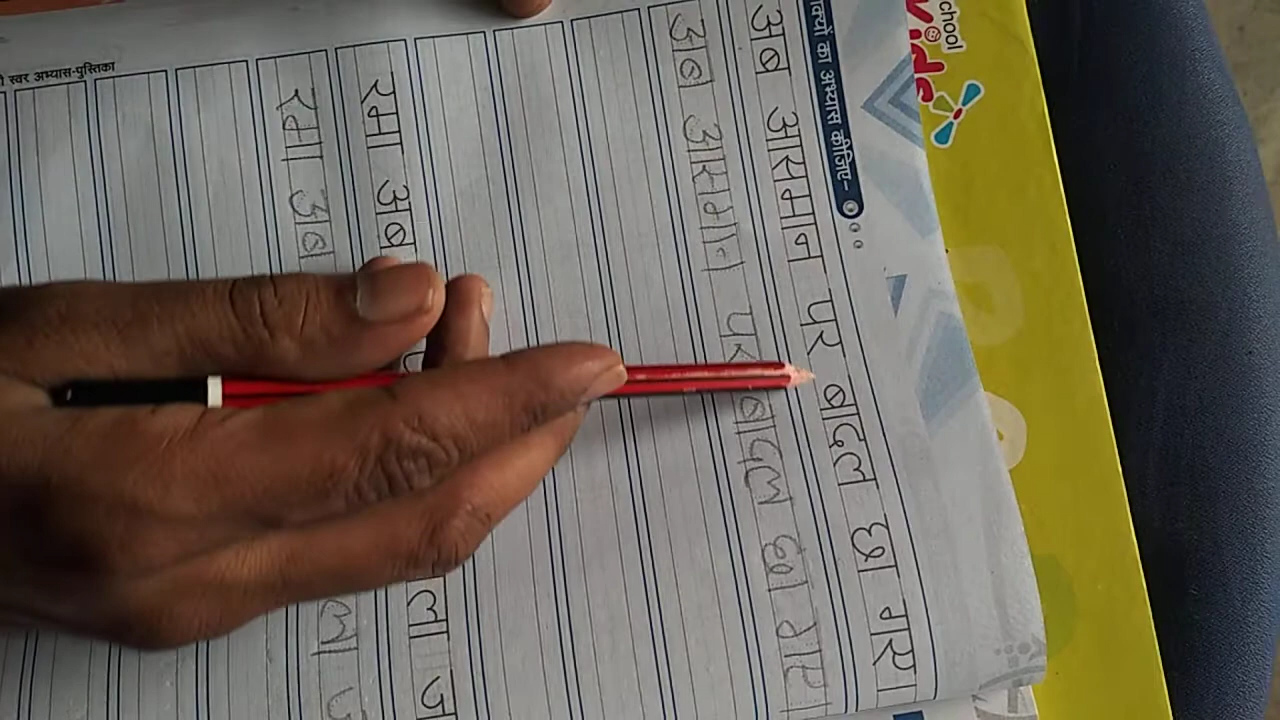 school
Kids
स्वर अभ्यास-पुस्तिका
का अभ्यास कीजिए-
अब आसमान पर बादल छा गए।
अब आसमान पर बादल छा गए।
रमा अब
रमा अब